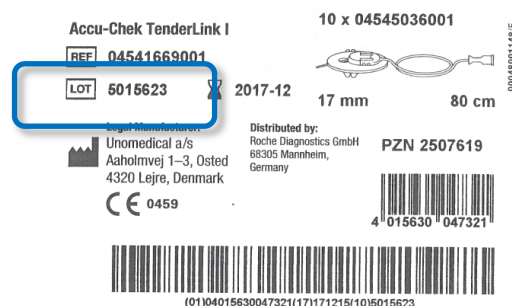 Accu-Chek TenderLink I
REF 04541669001
LOT 5015623
2017-12
10 x 04545036001
17 mm 80 cm
Legal Manufacturer:
Unomedical a/s
Aaholmvej 1–3, Osted
4320 Lejre, Denmark
CE 0459
Distributed by:
Roche Diagnostics GmbH
68305 Mannheim,
Germany
PZN 2507619
4 015630 047321
(01)04015630047321(17)171215(10)5015623